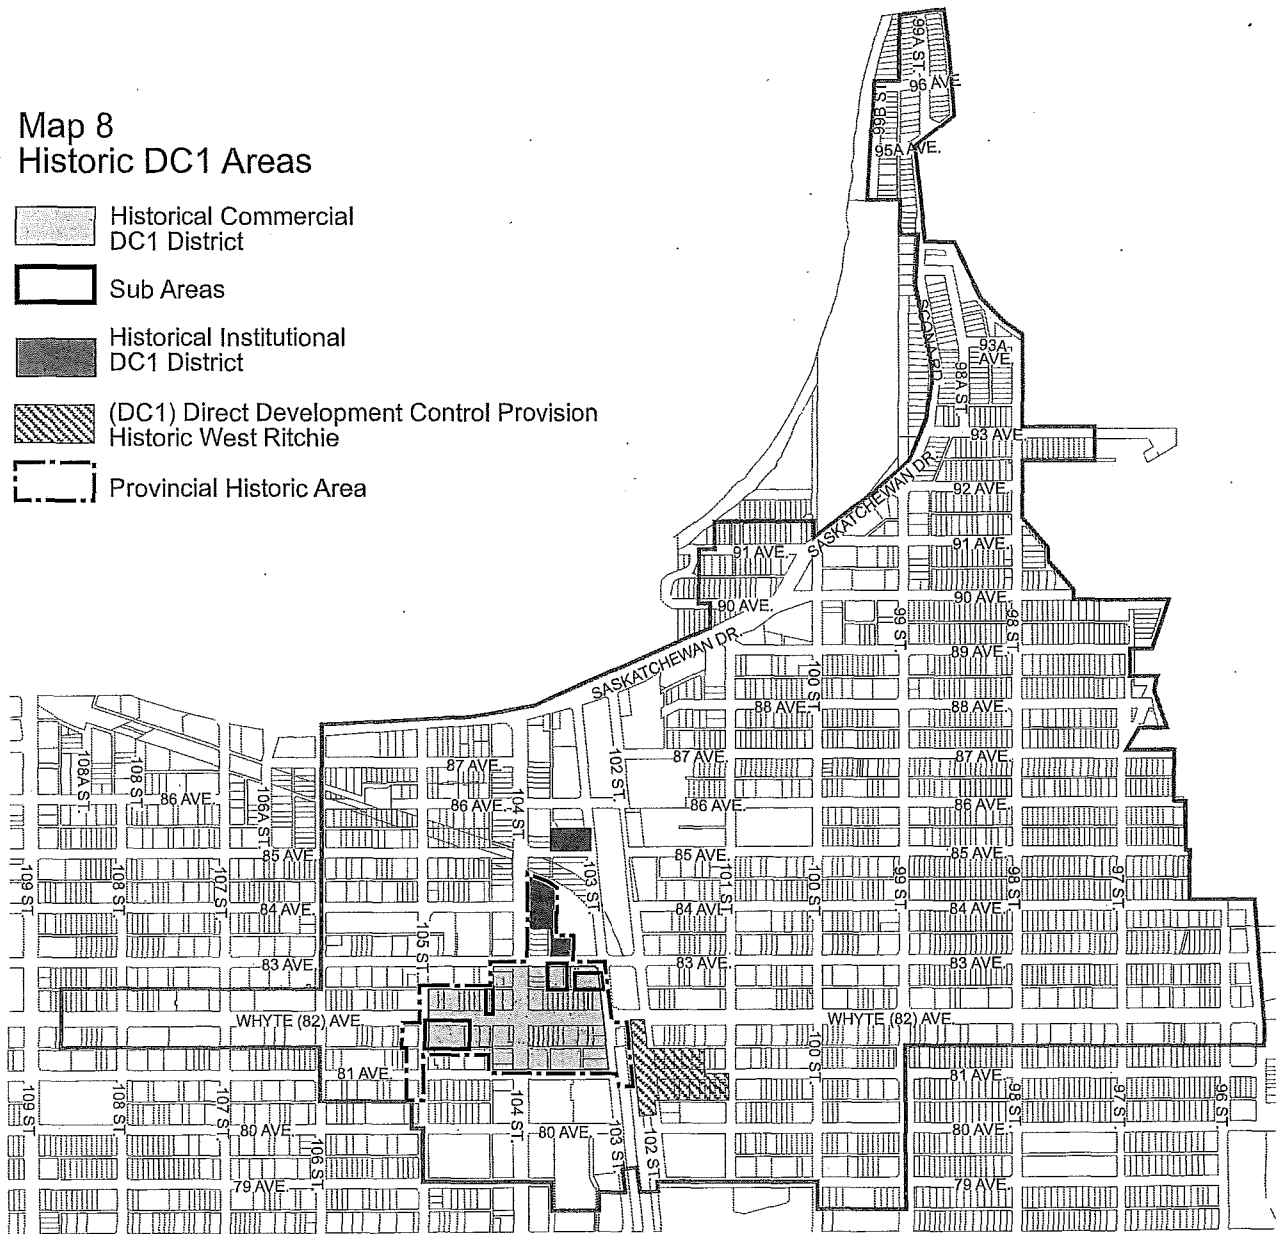 Map 8
Historic DC1 Areas
Historical Commercial
DC1 District
Sub Areas
Historical Institutional
DC1 District
(DC1) Direct Development Control Provision
Historic West Ritchie
Provincial Historic Area
99A ST.
96 AVE
99B ST.
95A AVE.
SCONA RD.
93A
AVE.
98A ST.
93 AVE
SASKATCHEWAN DR.
92 AVE.
91 AVE.
91 AVE.
90 AVE.
90 AVE.
99 ST.
98 ST.
SASKATCHEWAN DR.
89 AVE.
100 ST.
88 AVE.
88 AVE.
108A ST.
108 ST.
87 AVE.
102 ST.
87 AVE.
87 AVE.
86 AVE.
106A ST.
86 AVE.
104 ST.
86 AVE.
86 AVE.
85 AVE.
85 AVE.
85 AVE.
109 ST.
108 ST.
107 ST.
103 ST.
101 ST.
100 ST.
99 ST.
98 ST.
97 ST.
84 AVE.
84 AVE.
84 AVE.
105 ST.
83 AVE.
83 AVE.
83 AVE.
WHYTE (82) AVE.
WHYTE (82) AVE.
100 ST.
81 AVE.
81 AVE.
109 ST.
108 ST.
107 ST.
104 ST.
98 ST.
97 ST.
96 ST.
80 AVE.
106 ST.
80 AVE.
103 ST.
102 ST.
80 AVE.
79 AVE.
79 AVE.